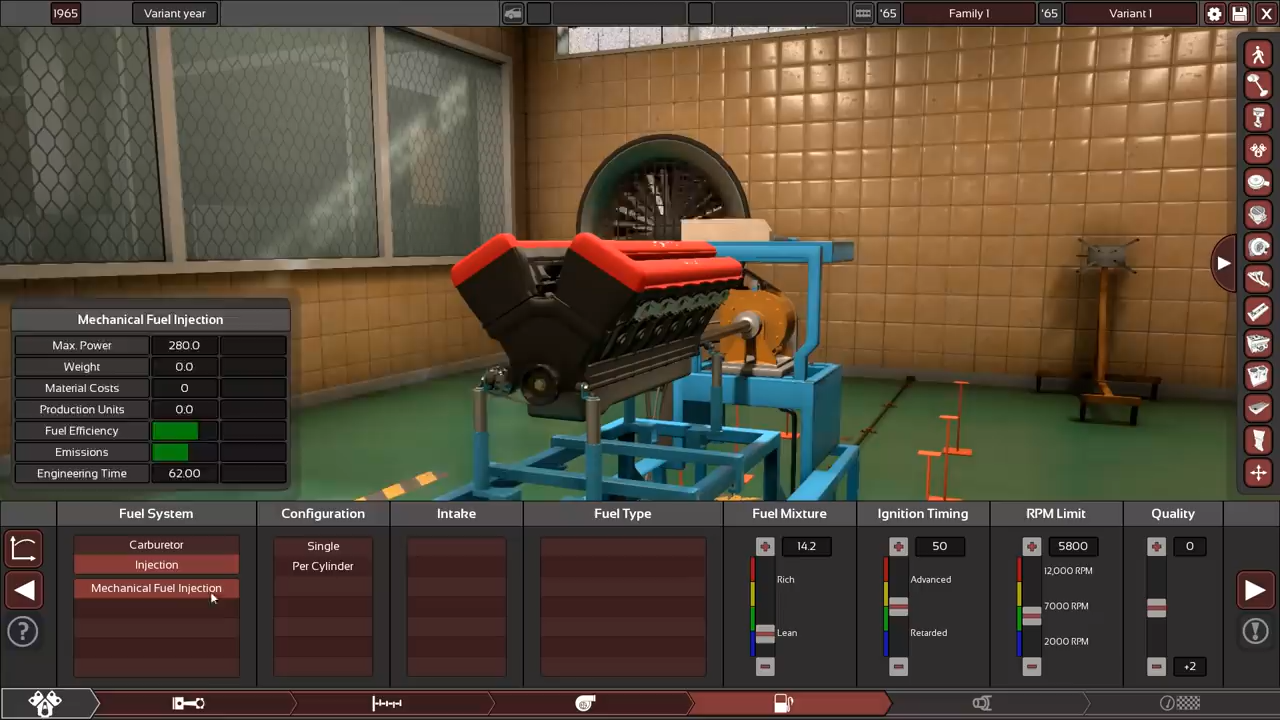 1965 Variant year '65 Family 1 '65 Variant 1
Mechanical Fuel Injection
Max. Power 280.0
Weight 0.0
Material Costs 0
Production Units 0.0
Fuel Efficiency
Emissions
Engineering Time 62.00
Fuel System Configuration Intake Fuel Type Fuel Mixture Ignition Timing RPM Limit Quality
Carburetor Single 14.2 50 5800 0
Injection Per Cylinder 12,000 RPM
Rich Advanced
Mechanical Fuel Injection 7000 RPM
Lean Retarded 2000 RPM
+2